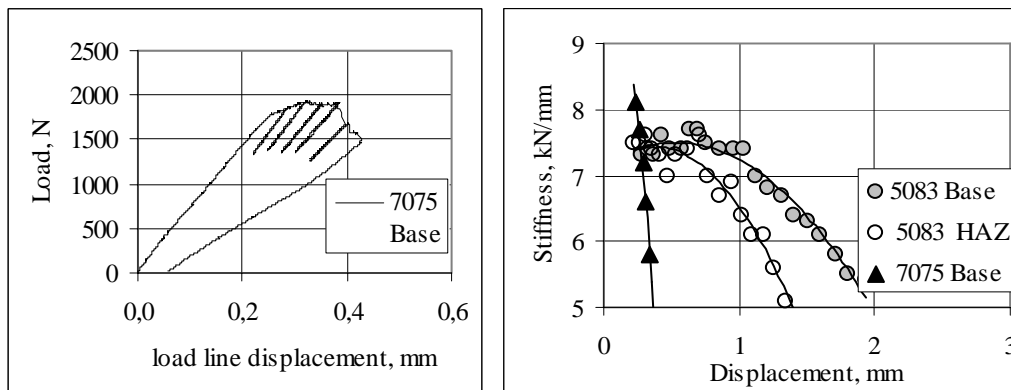 2500
2000
1500
1000
500
0
0,0 0,2 0,4 0,6
Load, N
load line displacement, mm
7075
Base
9
8
7
6
5
0 1 2 3
Stiffness, kN/mm
Displacement, mm
5083 Base
5083 HAZ
7075 Base